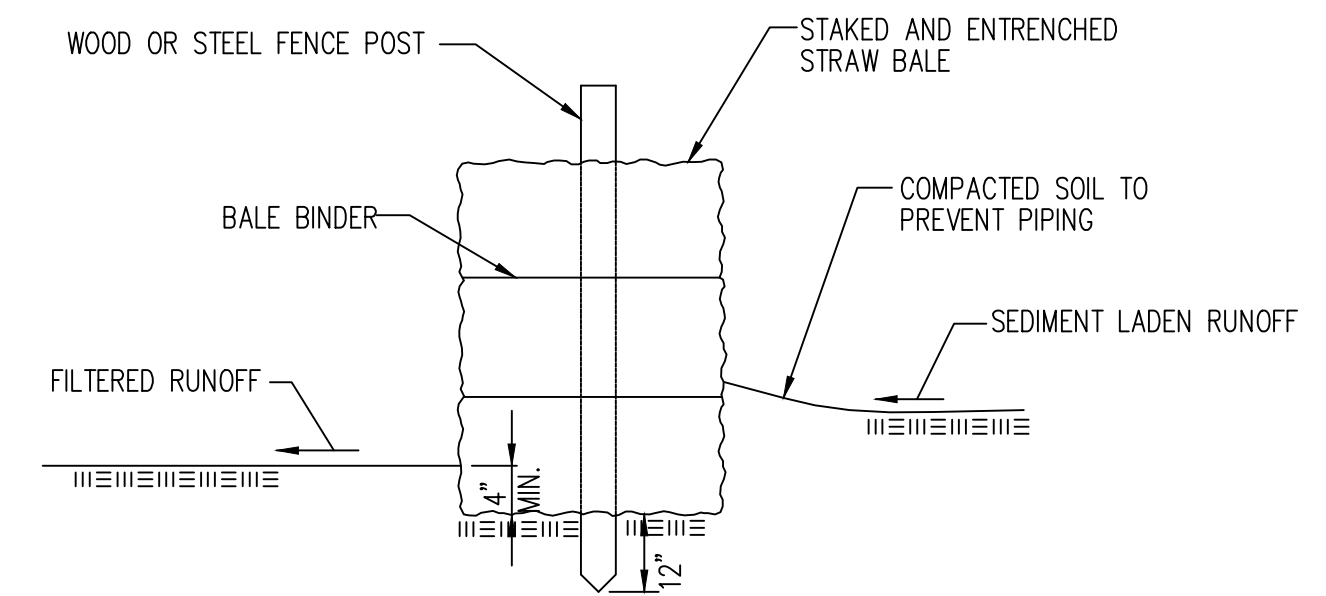 WOOD OR STEEL FENCE POST
STAKED AND ENTRENCHED
STRAW BALE
BALE BINDER
COMPACTED SOIL TO
PREVENT PIPING
SEDIMENT LADEN RUNOFF
FILTERED RUNOFF
4"
MIN.
12"